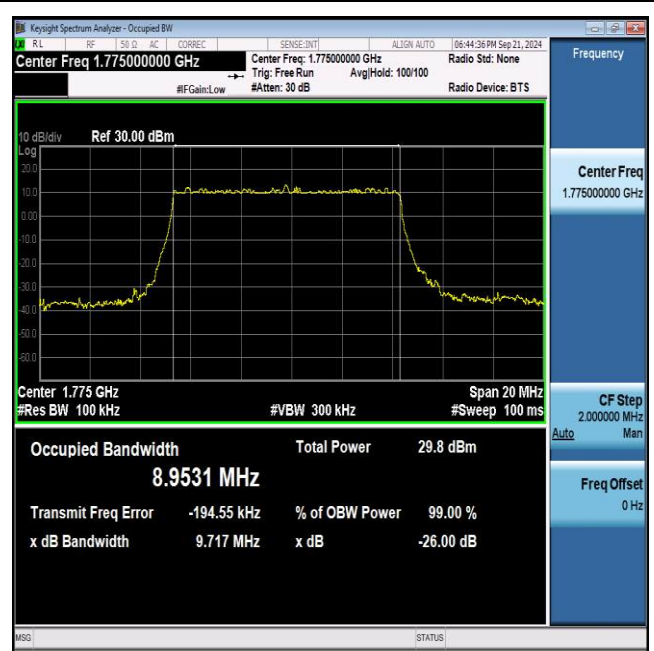 Keysight Spectrum Analyzer - Occupied BW
RL RF 50 Ω AC CORREC SENSE:INT ALIGN AUTO 06:44:36 PM Sep 21, 2024
Center Freq 1.775000000 GHz Center Freq: 1.775000000 GHz Radio Std: None
Trig: Free Run Avg|Hold: 100/100
#IFGain:Low #Atten: 30 dB Radio Device: BTS
10 dB/div Ref 30.00 dBm
Log
20.0
10.0
0.00
-10.0
-20.0
-30.0
-40.0
-50.0
-60.0
Center 1.775 GHz Span 20 MHz
#Res BW 100 kHz #VBW 300 kHz #Sweep 100 ms
Occupied Bandwidth Total Power 29.8 dBm
8.9531 MHz
Transmit Freq Error -194.55 kHz % of OBW Power 99.00 %
x dB Bandwidth 9.717 MHz x dB -26.00 dB
MSG STATUS
Frequency
Center Freq
1.775000000 GHz
CF Step
2.000000 MHz
Auto Man
Freq Offset
0 Hz